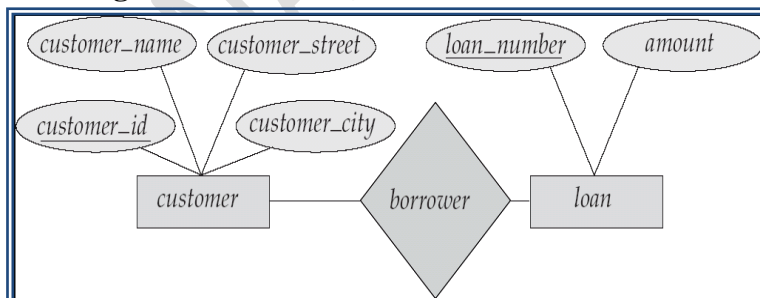 customer_name
customer_street
loan_number
amount
customer_id
customer_city
customer
borrower
loan